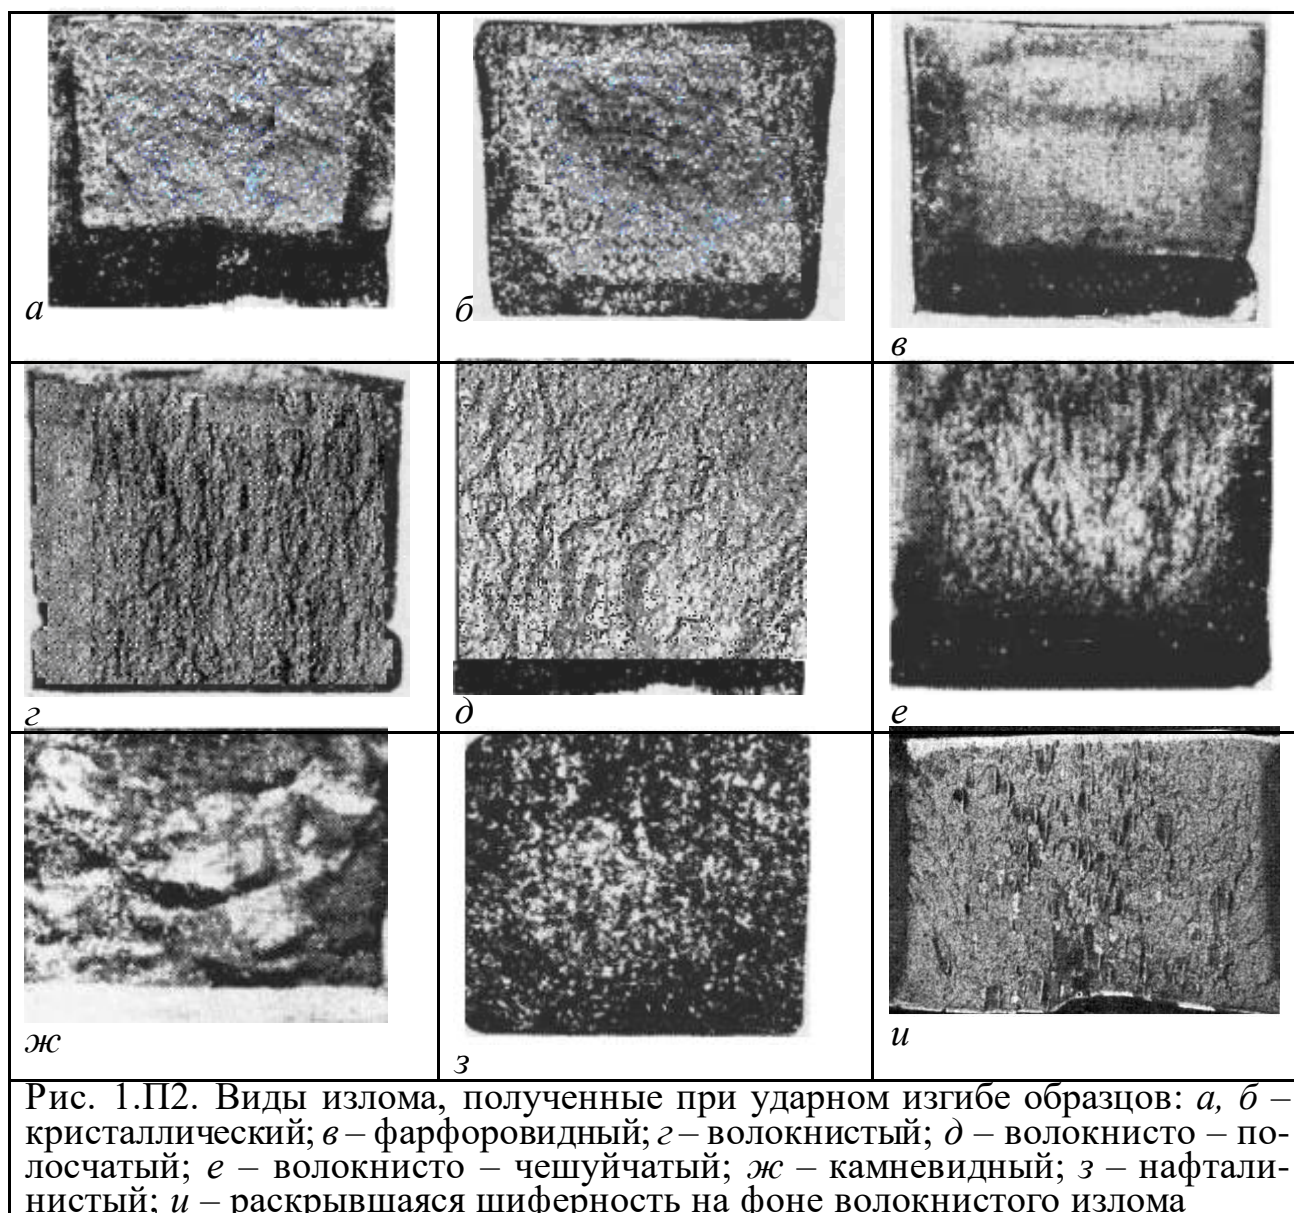 а
б
в
г
д
е
ж
з
и
Рис. 1.П2. Виды излома, полученные при ударном изгибе образцов: а, б –
кристаллический; в – фарфоровидный; г – волокнистый; д – волокнисто – по-
лосчатый; е – волокнисто – чешуйчатый; ж – камневидный; з – нафтали-
нистый; и – раскрывшаяся шиферность на фоне волокнистого излома